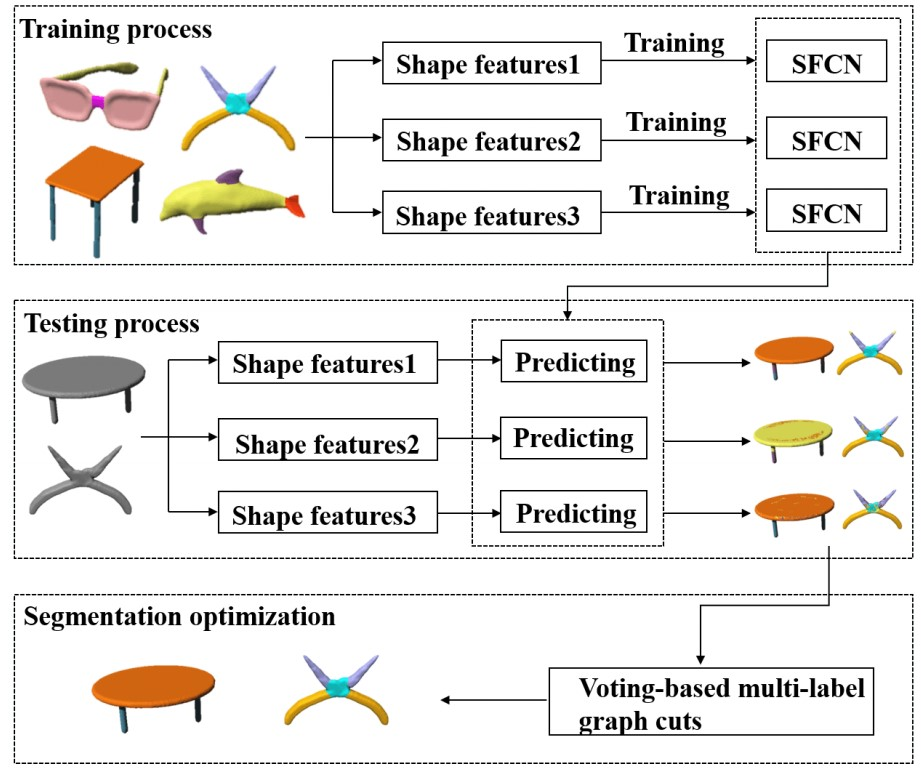 Training process
Shape features1
Training
SFCN
Shape features2
Training
SFCN
Shape features3
Training
SFCN
Testing process
Shape features1
Predicting
Shape features2
Predicting
Shape features3
Predicting
Segmentation optimization
Voting-based multi-label
graph cuts